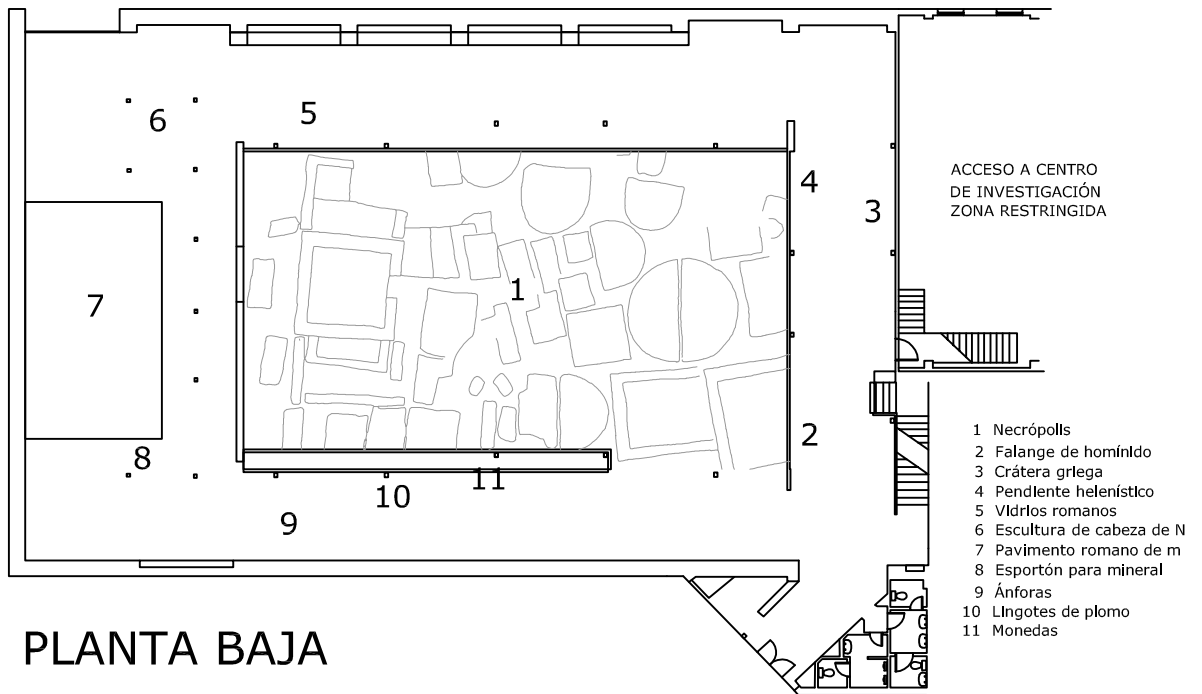 6
5
4
3
ACCESO A CENTRO
DE INVESTIGACIÓN
ZONA RESTRINGIDA
7
1
8
2
11
10
9
1 Necrópolis
2 Falange de homínido
3 Crátera griega
4 Pendiente helenístico
5 Vidrios romanos
6 Escultura de cabeza de N
7 Pavimento romano de m
8 Esportón para mineral
9 Ánforas
10 Lingotes de plomo
11 Monedas
PLANTA BAJA